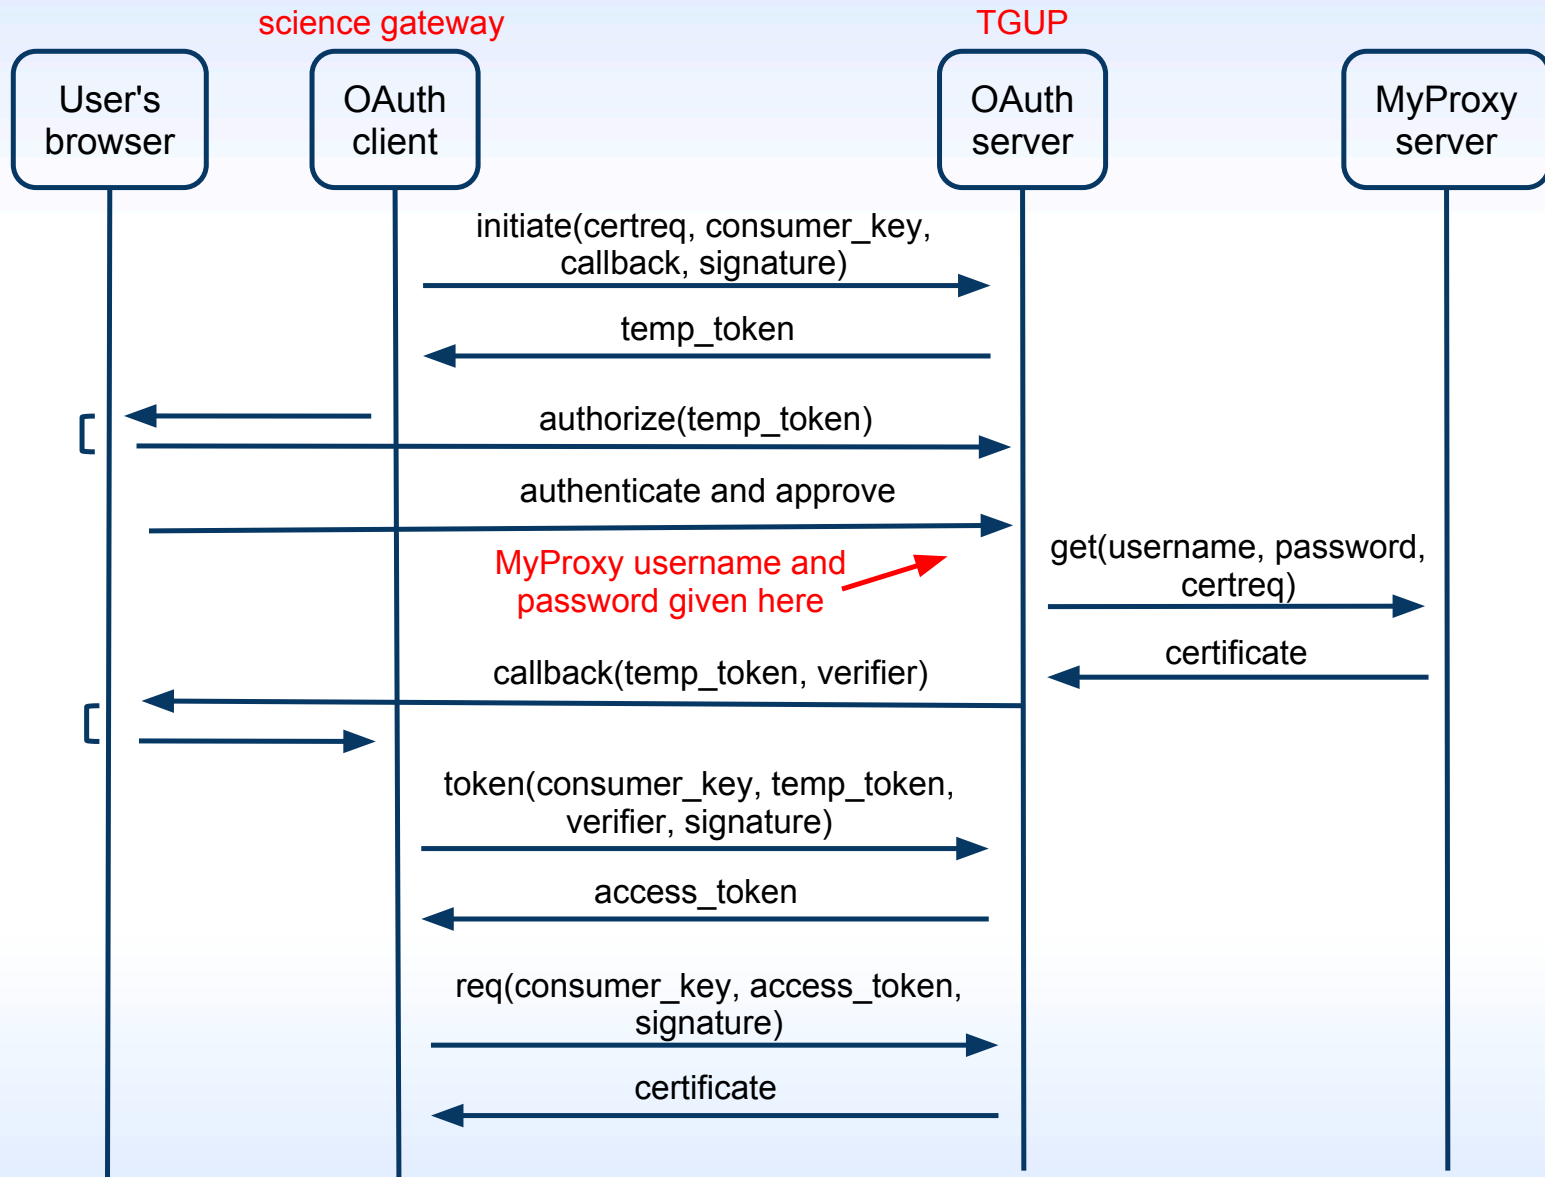 science gateway
TGUP
User's
browser
OAuth
client
OAuth
server
MyProxy
server
initiate(certreq, consumer_key,
callback, signature)
temp_token
authorize(temp_token)
authenticate and approve
MyProxy username and
password given here
get(username, password,
certreq)
certificate
callback(temp_token, verifier)
token(consumer_key, temp_token,
verifier, signature)
access_token
req(consumer_key, access_token,
signature)
certificate